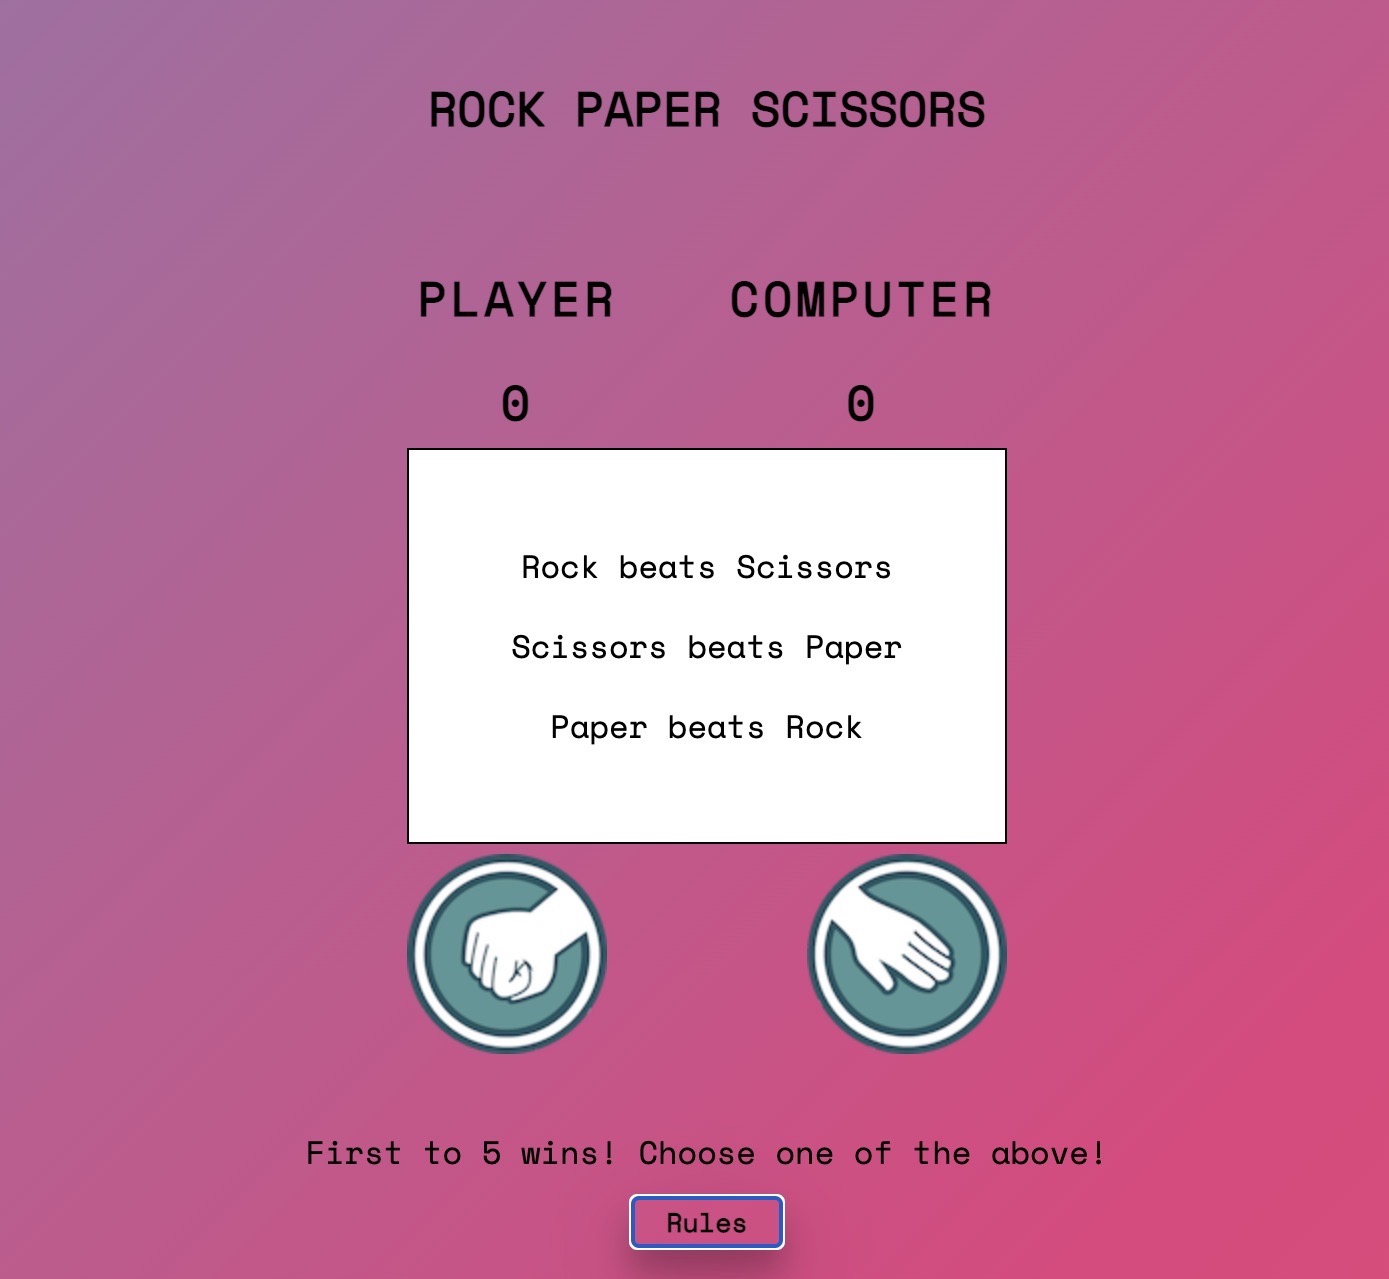 ROCK PAPER SCISSORS
PLAYER COMPUTER
0 0
Rock beats Scissors
Scissors beats Paper
Paper beats Rock
First to 5 wins! Choose one of the above!
Rules